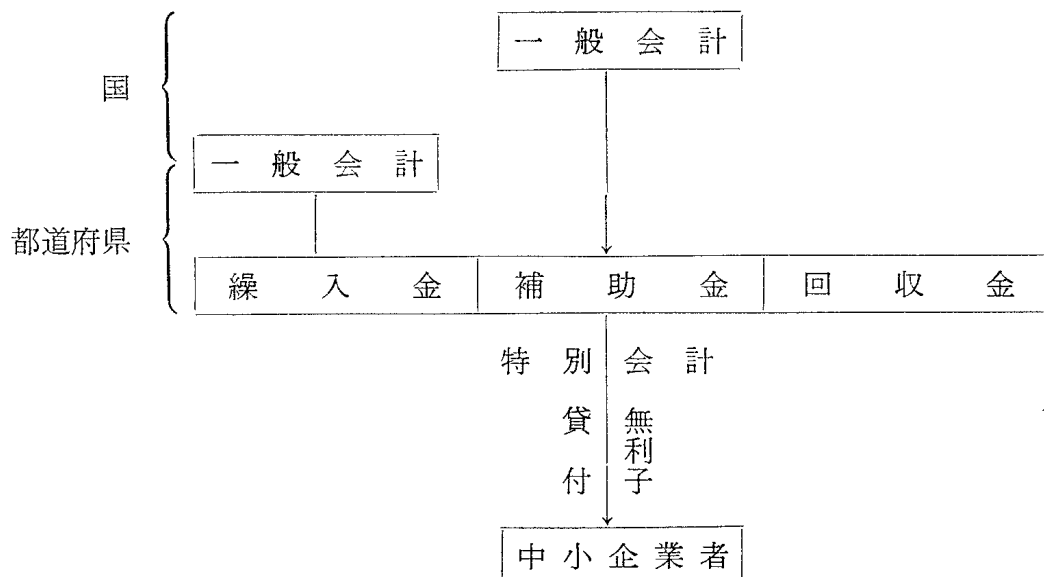 一般会計
国
一般会計
都道府県
繰入金 補助金 回収金
特別会計
貸付 無利子
中小企業者